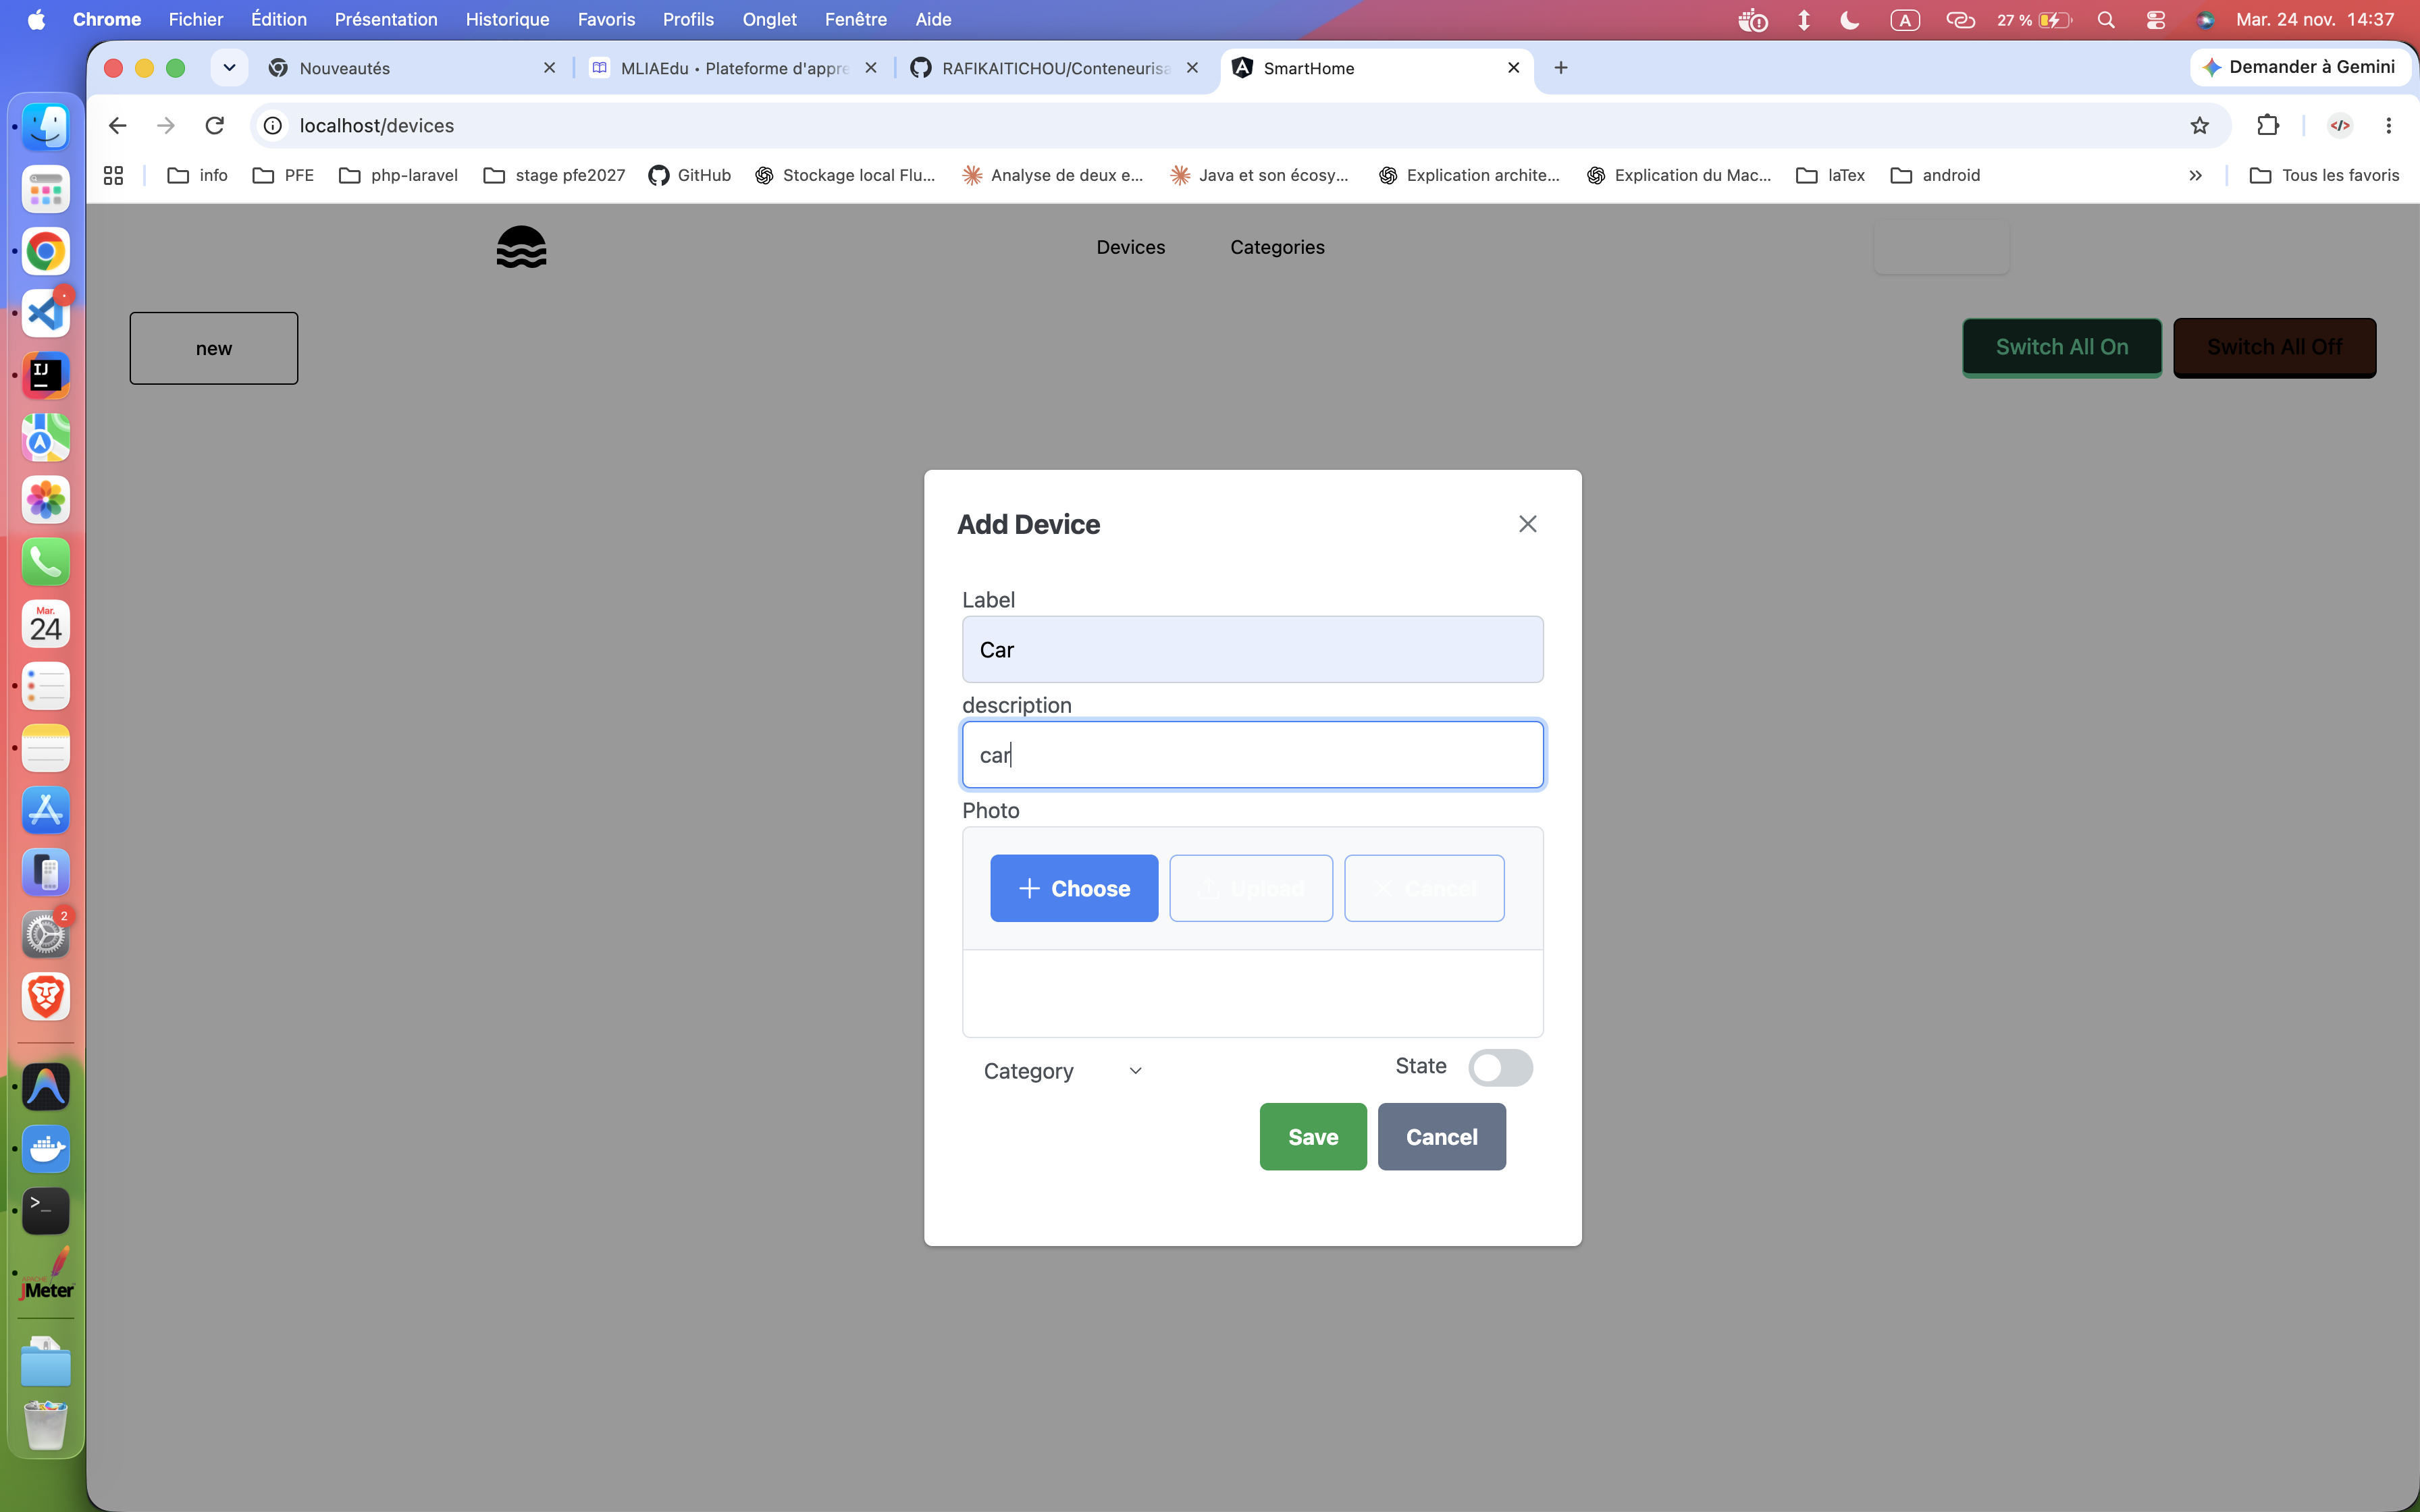 Chrome Fichier Édition Présentation Historique Favoris Profils Onglet Fenêtre Aide A 27 % Mar. 24 nov. 14:37
Nouveautés MLIAEdu • Plateforme d'appre RAFIKAITICHOU/Conteneurisa SmartHome Demander à Gemini
localhost/devices
info PFE php-laravel stage pfe2027 GitHub Stockage local Flu... Analyse de deux e... Java et son écosy... Explication archite... Explication du Mac... laTex android Tous les favoris
Devices Categories
new Switch All On Switch All Off
IJ
Add Device
Label
Car
description
car
Photo
Choose Upload Cancel
Category State
Save Cancel
Mar.
24
2
JMeter